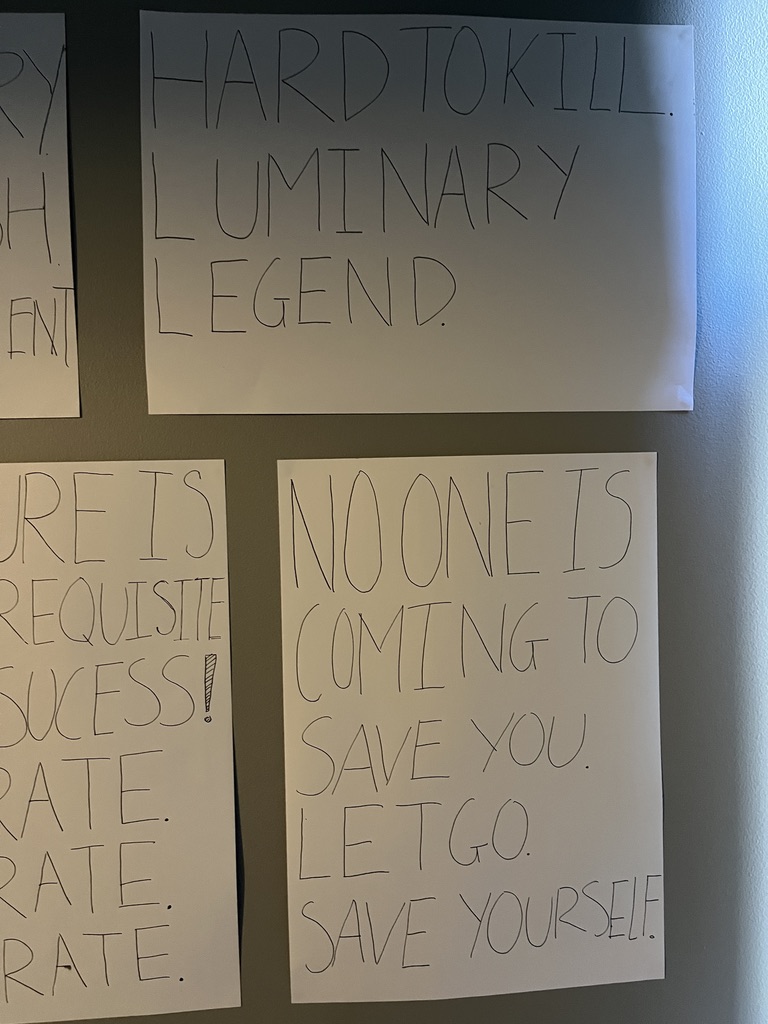 RY
HARD TO KILL.
SH.
LUMINARY
ENT
LEGEND.
URE IS
REQUISITE
SUCESS!
RATE.
RATE.
RATE.
NO ONE IS
COMING TO
SAVE YOU.
LET GO.
SAVE YOURSELF.